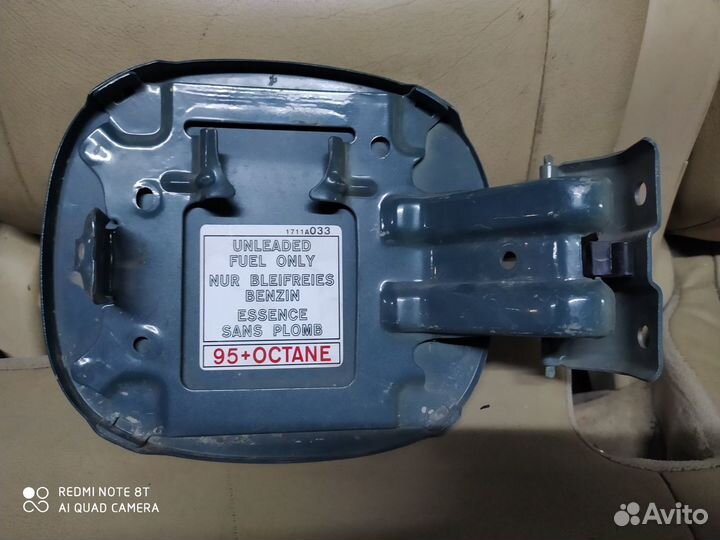 1711A033
UNLEADED
FUEL ONLY
NUR BLEIFREIES
BENZIN
ESSENCE
SANS PLOMB
95+OCTANE
REDMI NOTE 8T
AI QUAD CAMERA
Avito